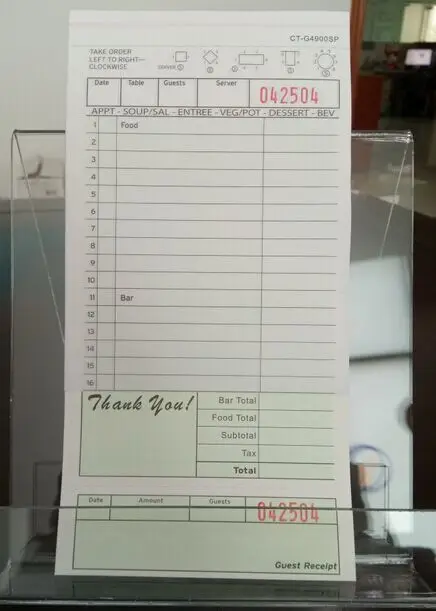 CT-G4900SP
TAKE ORDER
LEFT TO RIGHT—
CLOCKWISE
SERVER
Date Table Guests Server 042504
APPT - SOUP/SAL - ENTREE - VEG/POT - DESSERT - BEV
1 Food
2
3
4
5
6
7
8
9
10
11 Bar
12
13
14
15
16
Thank You!
Bar Total
Food Total
Subtotal
Tax
Total
Date Amount Guests 042504
Guest Receipt